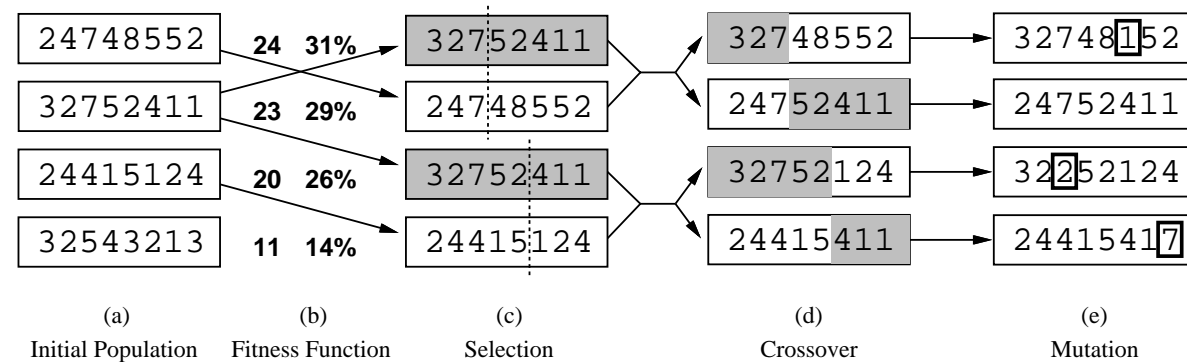 24748552 24 31% 32752411 32748552 32748152
32752411 23 29% 24748552 24752411 24752411
24415124 20 26% 32752411 32752124 32252124
32543213 11 14% 24415124 24415411 24415417
(a) (b) (c) (d) (e)
Initial Population Fitness Function Selection Crossover Mutation